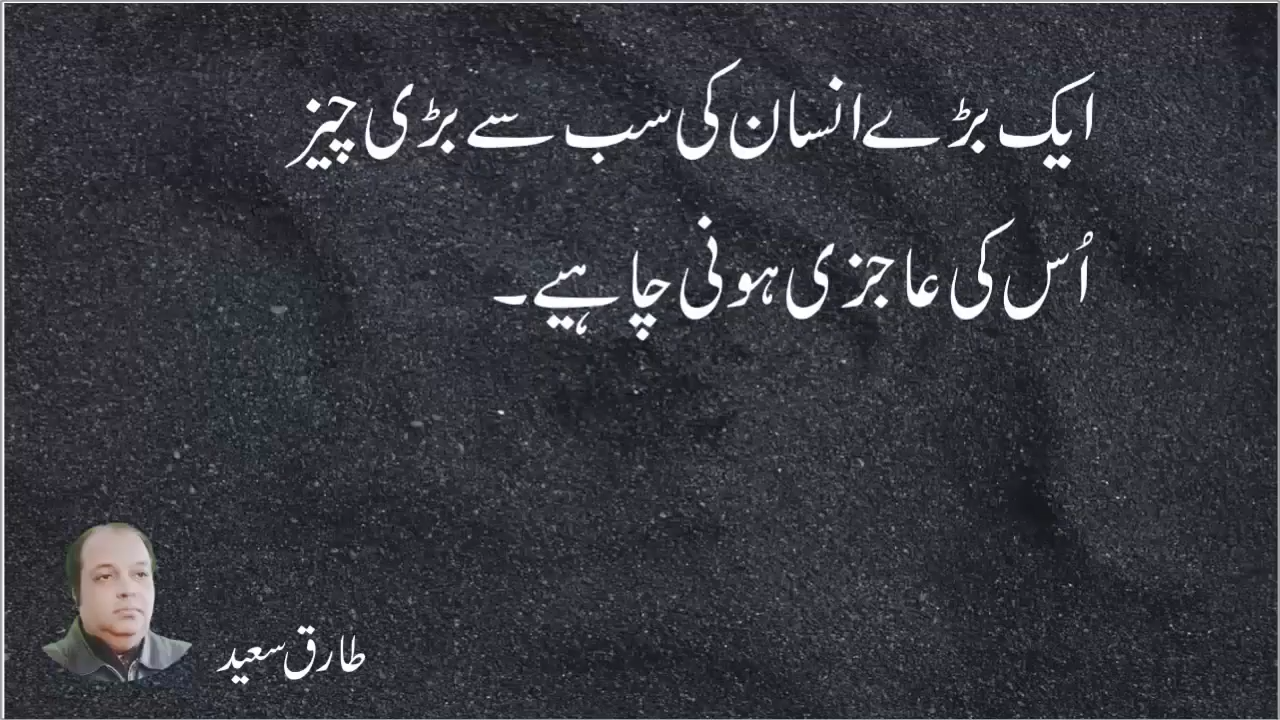 ایک بڑے انسان کی سب سے بڑی چیز
اُس کی عاجزی ہونی چاہیے۔
طارق سعید